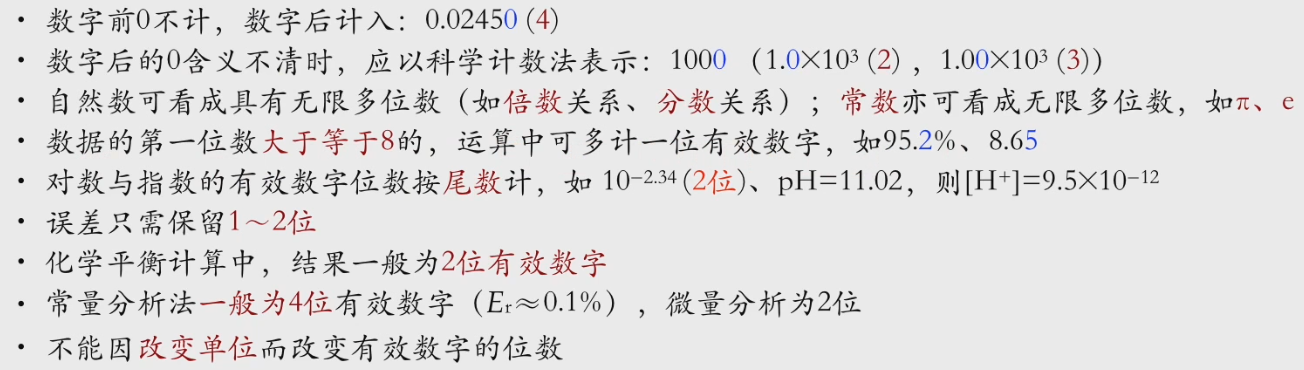 · 数字前0不计，数字后计入：0.02450 (4)
· 数字后的0含义不清时，应以科学计数法表示：1000 （1.0×10³ (2) ，1.00×10³ (3)）
· 自然数可看成具有无限多位数（如倍数关系、分数关系）；常数亦可看成无限多位数，如π、e
· 数据的第一位数大于等于8的，运算中可多计一位有效数字，如95.2%、8.65
· 对数与指数的有效数字位数按尾数计，如 10⁻²·³⁴ (2位)、pH=11.02，则[H⁺]=9.5×10⁻¹²
· 误差只需保留1～2位
· 化学平衡计算中，结果一般为2位有效数字
· 常量分析法一般为4位有效数字（Eᵣ≈0.1%），微量分析为2位
· 不能因改变单位而改变有效数字的位数